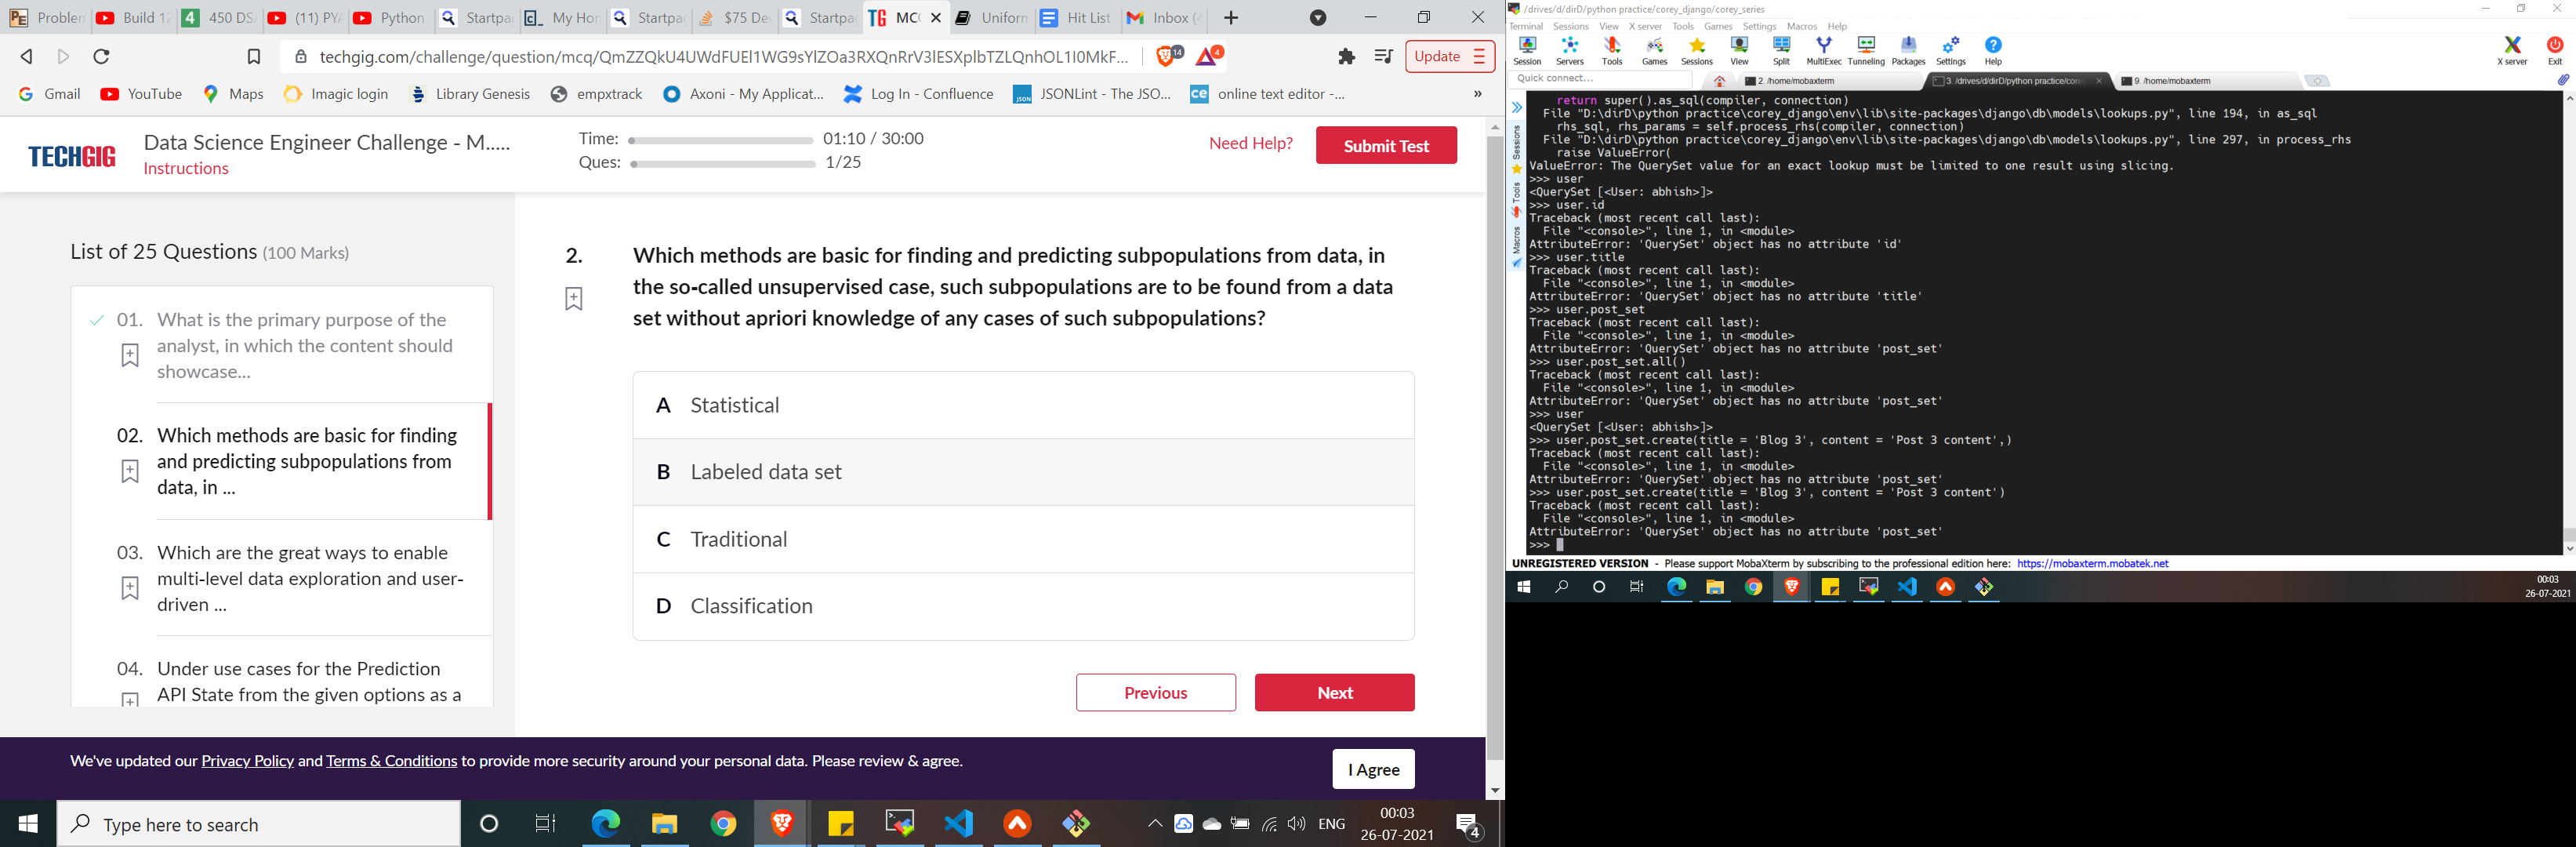 Problem
Build 12
450 DS
(11) PY
Python
Startpa
My Hor
Startpa
$75 De
Startpa
MC
Uniform
Hit List
Inbox (
techgig.com/challenge/question/mcq/
14
4
Update
Gmail
YouTube
Maps
Imagic login
Library Genesis
empxtrack
Axoni - My Applicat...
Log In - Confluence
JSONLint - The JSO...
online text editor -...
»
TECHGIG
Data Science Engineer Challenge - M.....
Instructions
Time: 01:10 / 30:00
Ques: 1/25
Need Help?
Submit Test
List of 25 Questions (100 Marks)
01. What is the primary purpose of the
analyst, in which the content should
showcase...
02. Which methods are basic for finding
and predicting subpopulations from
data, in ...
03. Which are the great ways to enable
multi-level data exploration and user-
driven ...
04. Under use cases for the Prediction
API State from the given options as a
2. Which methods are basic for finding and predicting subpopulations from data, in
the so-called unsupervised case, such subpopulations are to be found from a data
set without apriori knowledge of any cases of such subpopulations?
A Statistical
B Labeled data set
C Traditional
D Classification
Previous
Next
We've updated our Privacy Policy and Terms & Conditions to provide more security around your personal data. Please review & agree.
I Agree
Type here to search
ENG
00:03
26-07-2021
4
/drives/d/dirD/python practice/corey_django/corey_series
Terminal Sessions View X server Tools Games Settings Macros Help
Session Servers Tools Games Sessions View Split MultiExec Tunneling Packages Settings Help
X server Exit
Quick connect...
2. /home/mobaxterm
3. /drives/d/dirD/python practice/core
9. /home/mobaxterm
Sessions
Tools
Macros
return super().as_sql(compiler, connection)
File "D:\dirD\python practice\corey_django\env\lib\site-packages\django\db\models\lookups.py", line 194, in as_sql
rhs_sql, rhs_params = self.process_rhs(compiler, connection)
File "D:\dirD\python practice\corey_django\env\lib\site-packages\django\db\models\lookups.py", line 297, in process_rhs
raise ValueError(
ValueError: The QuerySet value for an exact lookup must be limited to one result using slicing.
>>> user
<QuerySet [<User: abhish>]>
>>> user.id
Traceback (most recent call last):
File "<console>", line 1, in <module>
AttributeError: 'QuerySet' object has no attribute 'id'
>>> user.title
Traceback (most recent call last):
File "<console>", line 1, in <module>
AttributeError: 'QuerySet' object has no attribute 'title'
>>> user.post_set
Traceback (most recent call last):
File "<console>", line 1, in <module>
AttributeError: 'QuerySet' object has no attribute 'post_set'
>>> user.post_set.all()
Traceback (most recent call last):
File "<console>", line 1, in <module>
AttributeError: 'QuerySet' object has no attribute 'post_set'
>>> user
<QuerySet [<User: abhish>]>
>>> user.post_set.create(title = 'Blog 3', content = 'Post 3 content',)
Traceback (most recent call last):
File "<console>", line 1, in <module>
AttributeError: 'QuerySet' object has no attribute 'post_set'
>>> user.post_set.create(title = 'Blog 3', content = 'Post 3 content')
Traceback (most recent call last):
File "<console>", line 1, in <module>
AttributeError: 'QuerySet' object has no attribute 'post_set'
>>>
UNREGISTERED VERSION - Please support MobaXterm by subscribing to the professional edition here: https://mobaxterm.mobatek.net
00:03
26-07-2021